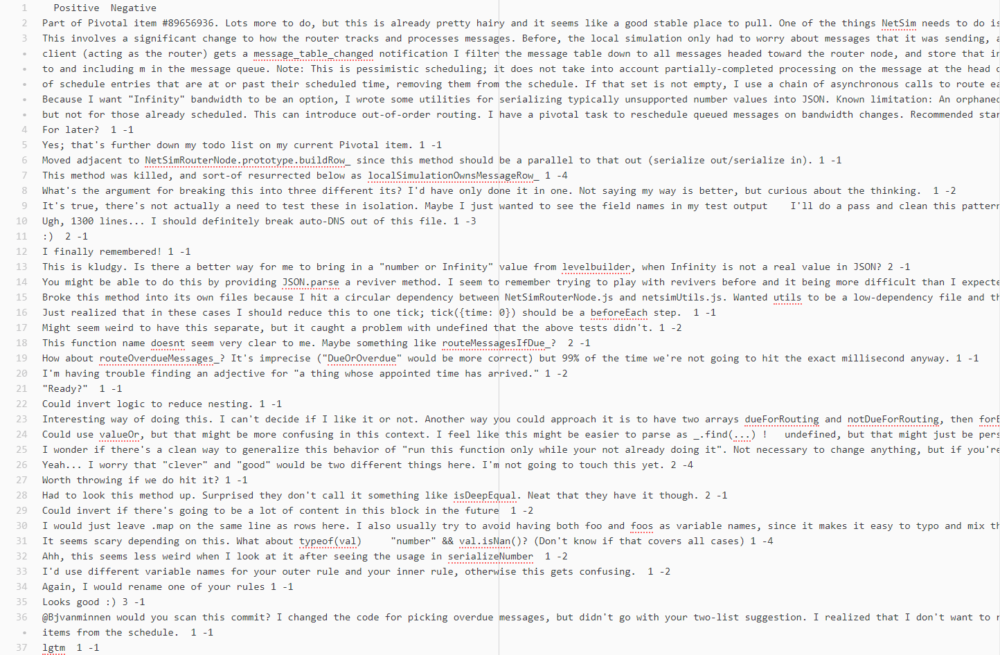 1 Positive Negative
2 Part of Pivotal item #89656936. Lots more to do, but this is already pretty hairy and it seems like a good stable place to pull. One of the things NetSim needs to do is
3 This involves a significant change to how the router tracks and processes messages. Before, the local simulation only had to worry about messages that it was sending, a
• client (acting as the router) gets a message_table_changed notification I filter the message table down to all messages headed toward the router node, and store that in
• to and including m in the message queue. Note: This is pessimistic scheduling; it does not take into account partially-completed processing on the message at the head o
• of schedule entries that are at or past their scheduled time, removing them from the schedule. If that set is not empty, I use a chain of asynchronous calls to route ea
• Because I want "Infinity" bandwidth to be an option, I wrote some utilities for serializing typically unsupported number values into JSON. Known limitation: An orphaned
• but not for those already scheduled. This can introduce out-of-order routing. I have a pivotal task to reschedule queued messages on bandwidth changes. Recommended star
4 For later?  1 -1
5 Yes; that's further down my todo list on my current Pivotal item. 1 -1
6 Moved adjacent to NetSimRouterNode.prototype.buildRow_ since this method should be a parallel to that out (serialize out/serialize in). 1 -1
7 This method was killed, and sort-of resurrected below as localSimulationOwnsMessageRow_ 1 -4
8 What's the argument for breaking this into three different its? I'd have only done it in one. Not saying my way is better, but curious about the thinking.  1 -2
9 It's true, there's not actually a need to test these in isolation. Maybe I just wanted to see the field names in my test output    I'll do a pass and clean this pattern
10 Ugh, 1300 lines... I should definitely break auto-DNS out of this file. 1 -3
11 :)  2 -1
12 I finally remembered! 1 -1
13 This is kludgy. Is there a better way for me to bring in a "number or Infinity" value from levelbuilder, when Infinity is not a real value in JSON? 2 -1
14 You might be able to do this by providing JSON.parse a reviver method. I seem to remember trying to play with revivers before and it being more difficult than I expecte
15 Broke this method into its own files because I hit a circular dependency between NetSimRouterNode.js and netsimUtils.js. Wanted utils to be a low-dependency file and th
16 Just realized that in these cases I should reduce this to one tick; tick({time: 0}) should be a beforeEach step.  1 -1
17 Might seem weird to have this separate, but it caught a problem with undefined that the above tests didn't. 1 -2
18 This function name doesnt seem very clear to me. Maybe something like routeMessagesIfDue_?  2 -1
19 How about routeOverdueMessages_? It's imprecise ("DueOrOverdue" would be more correct) but 99% of the time we're not going to hit the exact millisecond anyway. 1 -1
20 I'm having trouble finding an adjective for "a thing whose appointed time has arrived." 1 -2
21 "Ready?"  1 -1
22 Could invert logic to reduce nesting. 1 -1
23 Interesting way of doing this. I can't decide if I like it or not. Another way you could approach it is to have two arrays dueForRouting and notDueForRouting, then forE
24 Could use valueOr, but that might be more confusing in this context. I feel like this might be easier to parse as _.find(...) !   undefined, but that might just be pers
25 I wonder if there's a clean way to generalize this behavior of "run this function only while your not already doing it". Not necessary to change anything, but if you're
26 Yeah... I worry that "clever" and "good" would be two different things here. I'm not going to touch this yet. 2 -4
27 Worth throwing if we do hit it? 1 -1
28 Had to look this method up. Surprised they don't call it something like isDeepEqual. Neat that they have it though. 2 -1
29 Could invert if there's going to be a lot of content in this block in the future  1 -2
30 I would just leave .map on the same line as rows here. I also usually try to avoid having both foo and foos as variable names, since it makes it easy to typo and mix th
31 It seems scary depending on this. What about typeof(val)     "number" && val.isNan()? (Don't know if that covers all cases) 1 -4
32 Ahh, this seems less weird when I look at it after seeing the usage in serializeNumber  1 -2
33 I'd use different variable names for your outer rule and your inner rule, otherwise this gets confusing.  1 -2
34 Again, I would rename one of your rules 1 -1
35 Looks good :) 3 -1
36 @Bjvanminnen would you scan this commit? I changed the code for picking overdue messages, but didn't go with your two-list suggestion. I realized that I don't want to r
• items from the schedule.  1 -1
37 lgtm  1 -1